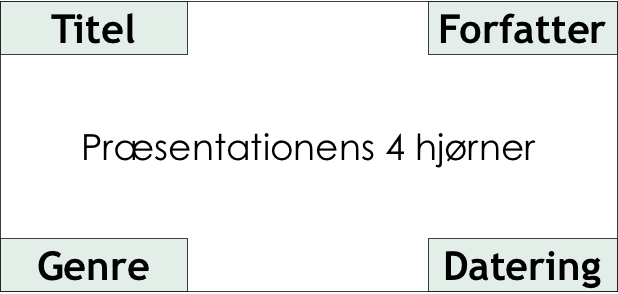 Titel
Forfatter
Præsentationens 4 hjørner
Genre
Datering